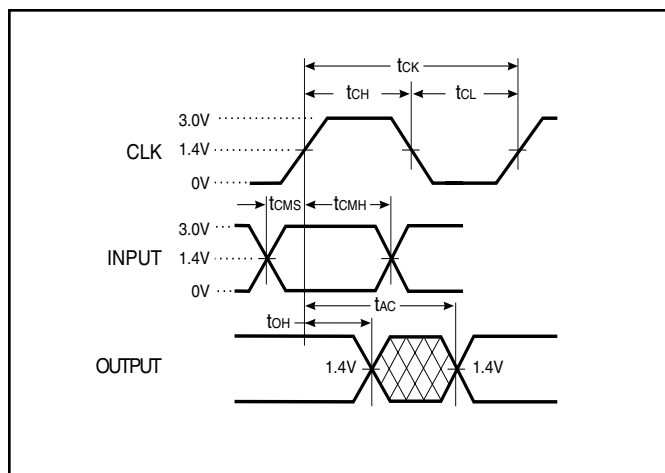 tCK
tCH tCL
3.0V
CLK 1.4V
0V
tCMS tCMH
3.0V
INPUT 1.4V
0V
tAC
tOH
OUTPUT 1.4V 1.4V